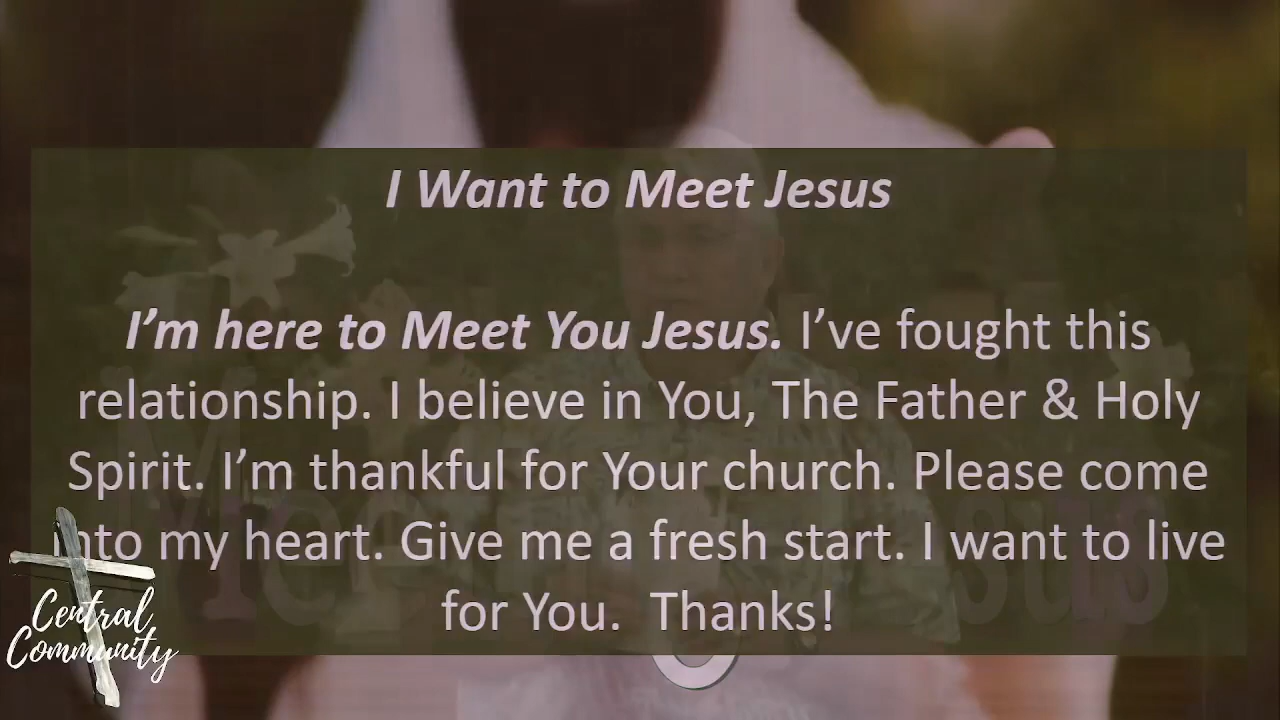 I Want to Meet Jesus
I’m here to Meet You Jesus. I’ve fought this
relationship. I believe in You, The Father & Holy
Spirit. I’m thankful for Your church. Please come
into my heart. Give me a fresh start. I want to live
for You. Thanks!
Meet Jesus
Central
Community